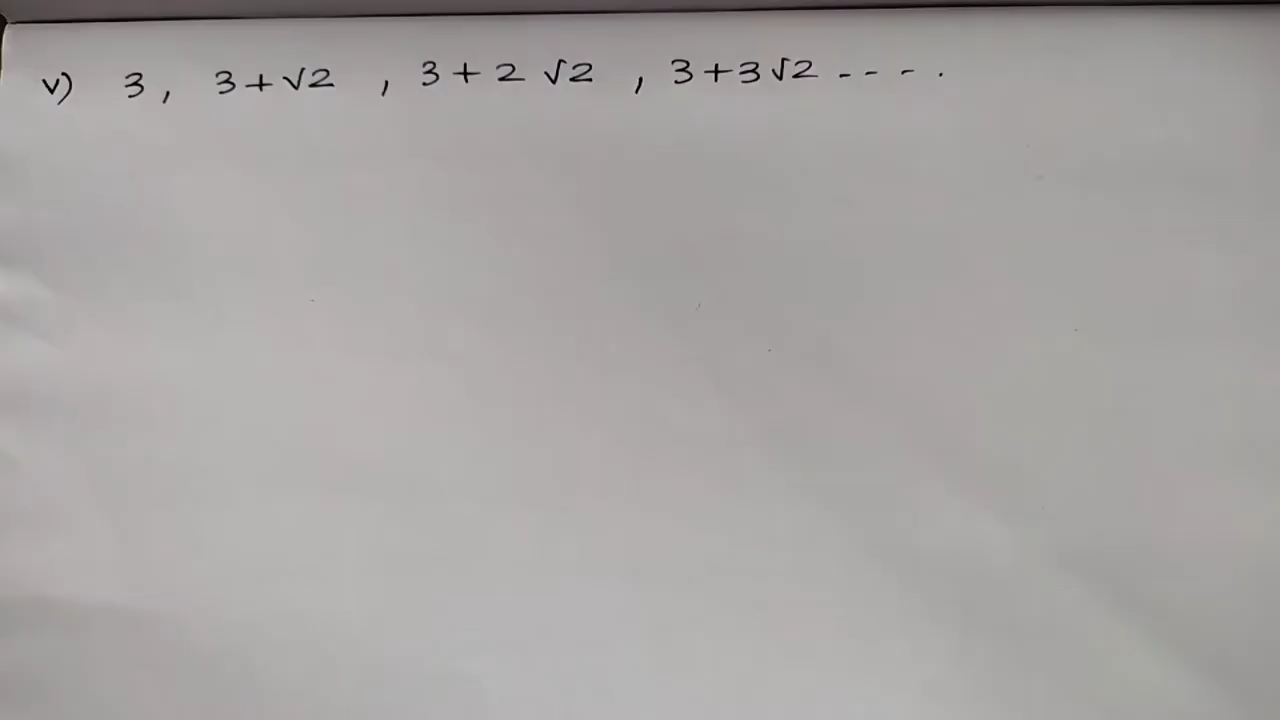 v) 3, 3+√2 , 3+2 √2 , 3+3√2 - - - .